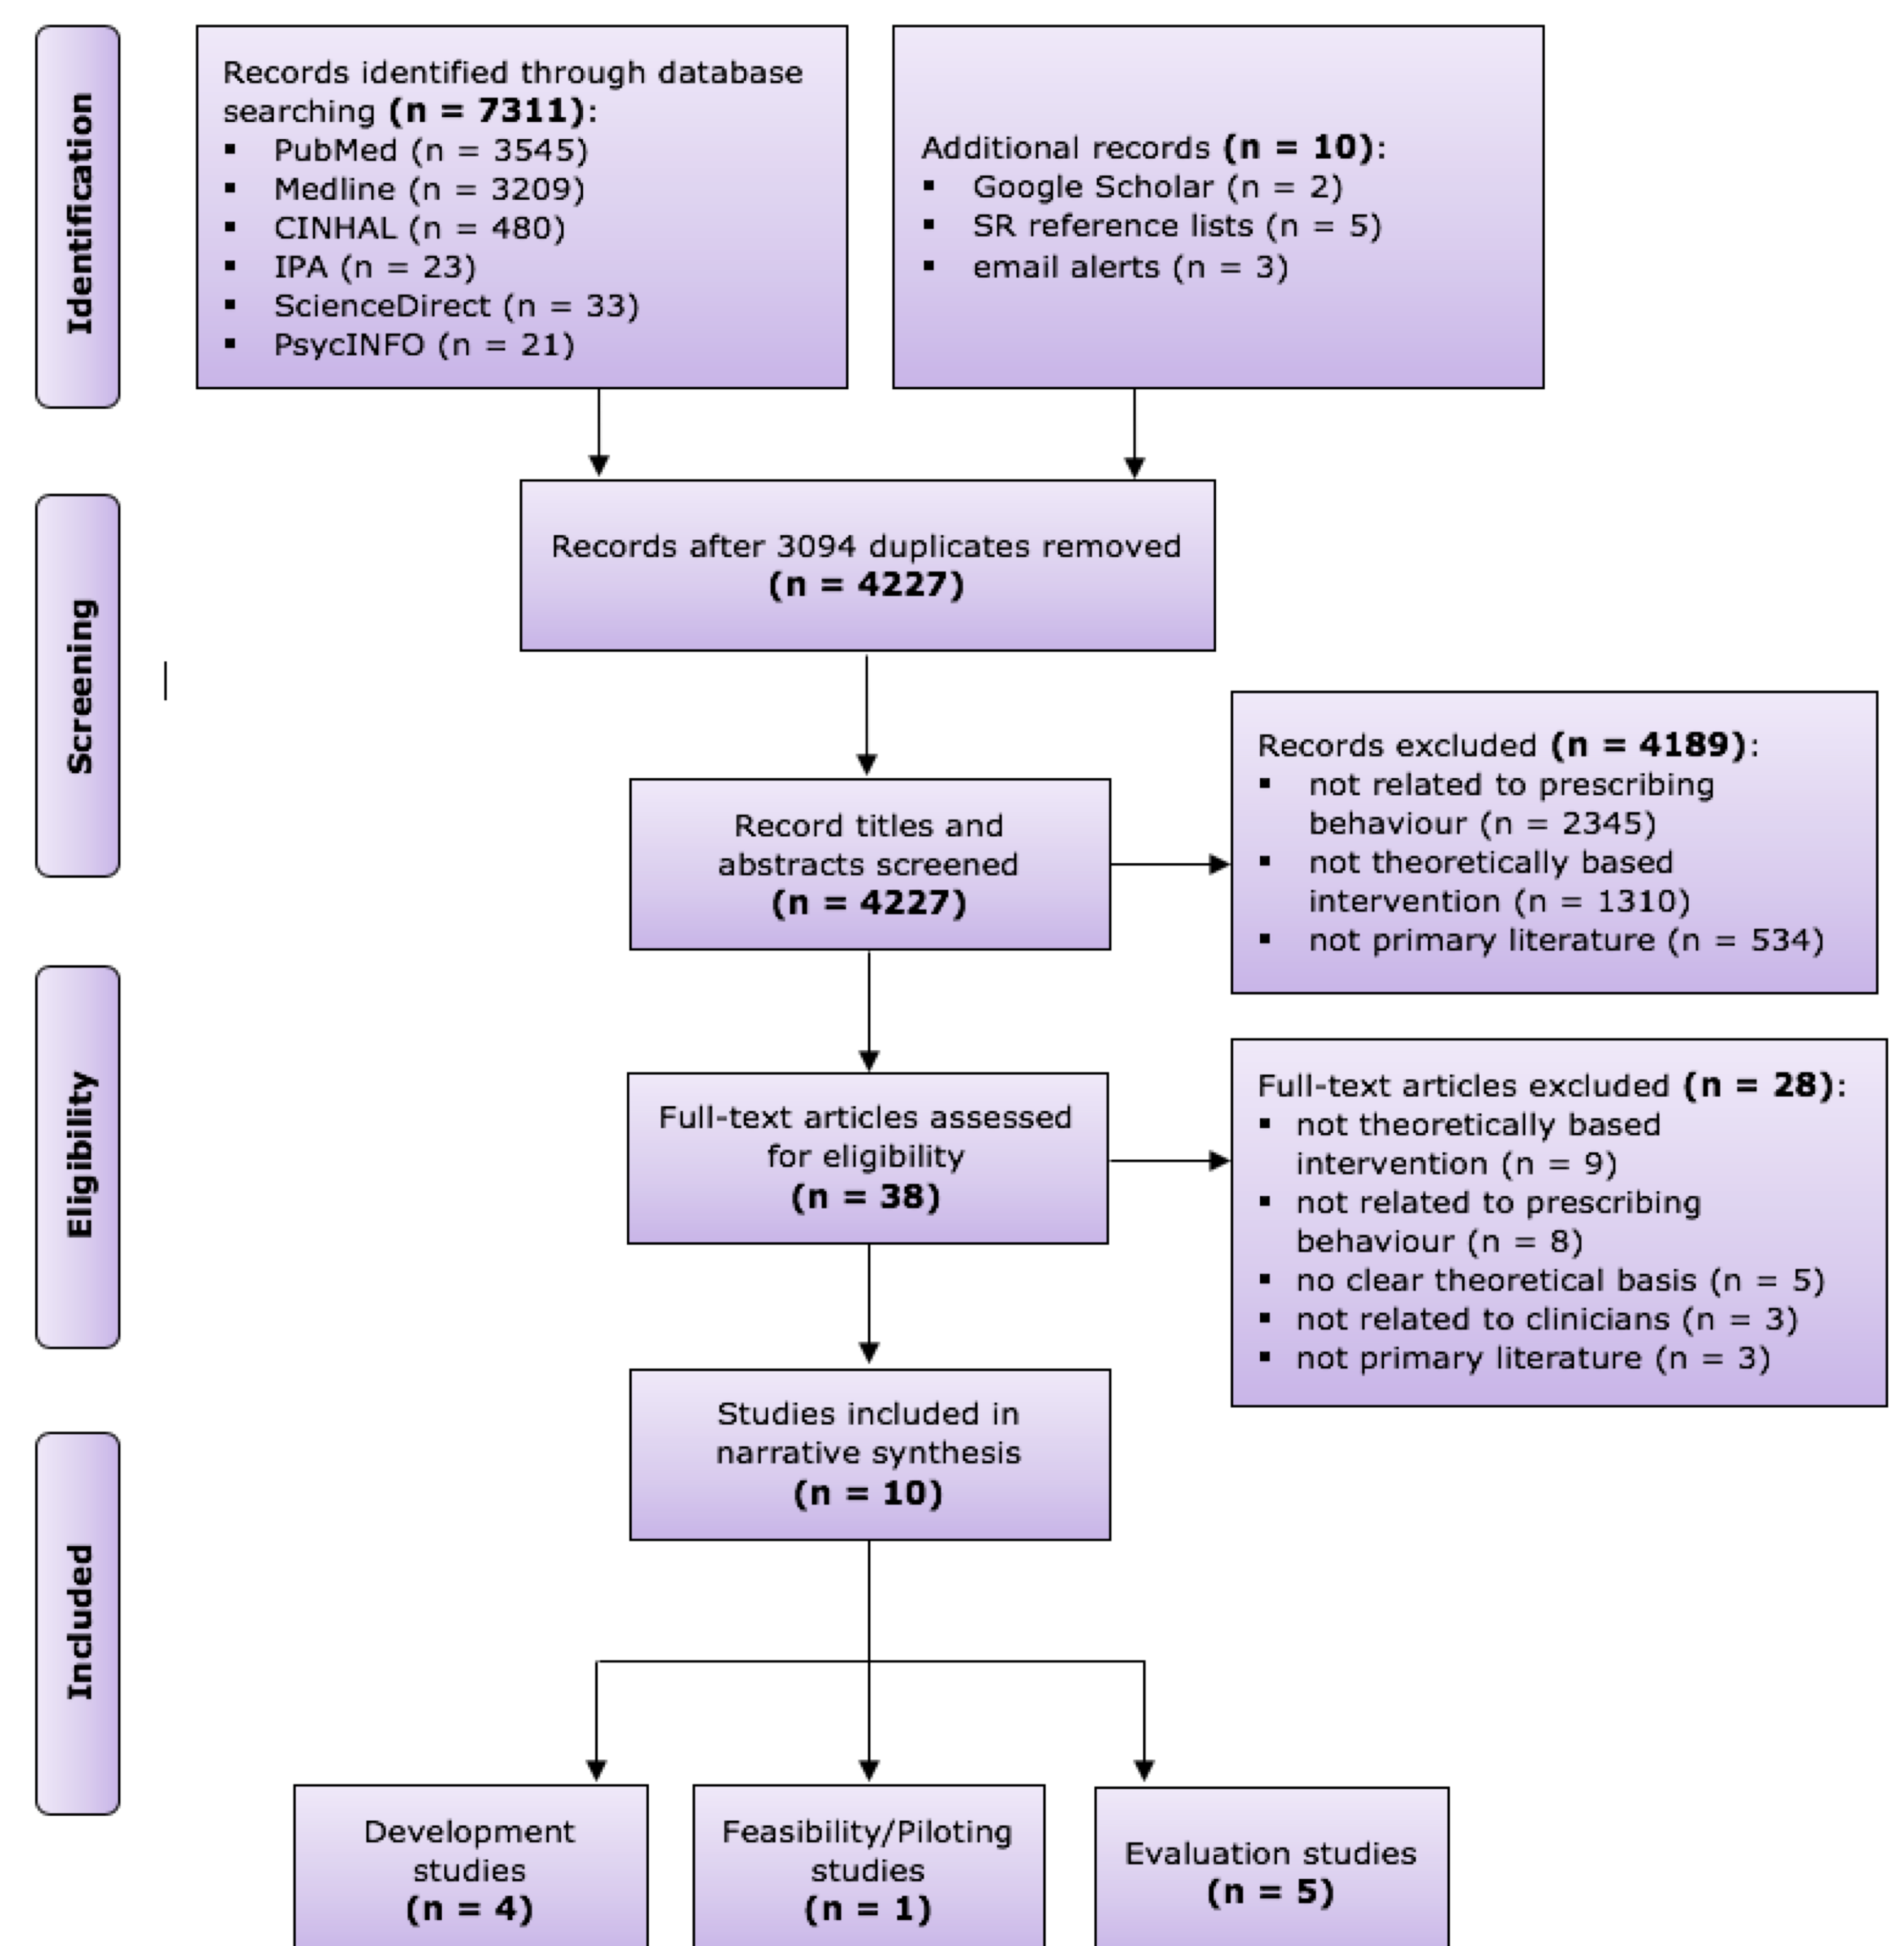 Identification
Records identified through database
searching (n = 7311):
▪ PubMed (n = 3545)
▪ Medline (n = 3209)
▪ CINHAL (n = 480)
▪ IPA (n = 23)
▪ ScienceDirect (n = 33)
▪ PsycINFO (n = 21)
Additional records (n = 10):
▪ Google Scholar (n = 2)
▪ SR reference lists (n = 5)
▪ email alerts (n = 3)
Screening
Records after 3094 duplicates removed
(n = 4227)
Record titles and
abstracts screened
(n = 4227)
Records excluded (n = 4189):
▪ not related to prescribing
behaviour (n = 2345)
▪ not theoretically based
intervention (n = 1310)
▪ not primary literature (n = 534)
Eligibility
Full-text articles assessed
for eligibility
(n = 38)
Full-text articles excluded (n = 28):
▪ not theoretically based
intervention (n = 9)
▪ not related to prescribing
behaviour (n = 8)
▪ no clear theoretical basis (n = 5)
▪ not related to clinicians (n = 3)
▪ not primary literature (n = 3)
Included
Studies included in
narrative synthesis
(n = 10)
Development
studies
(n = 4)
Feasibility/Piloting
studies
(n = 1)
Evaluation studies
(n = 5)